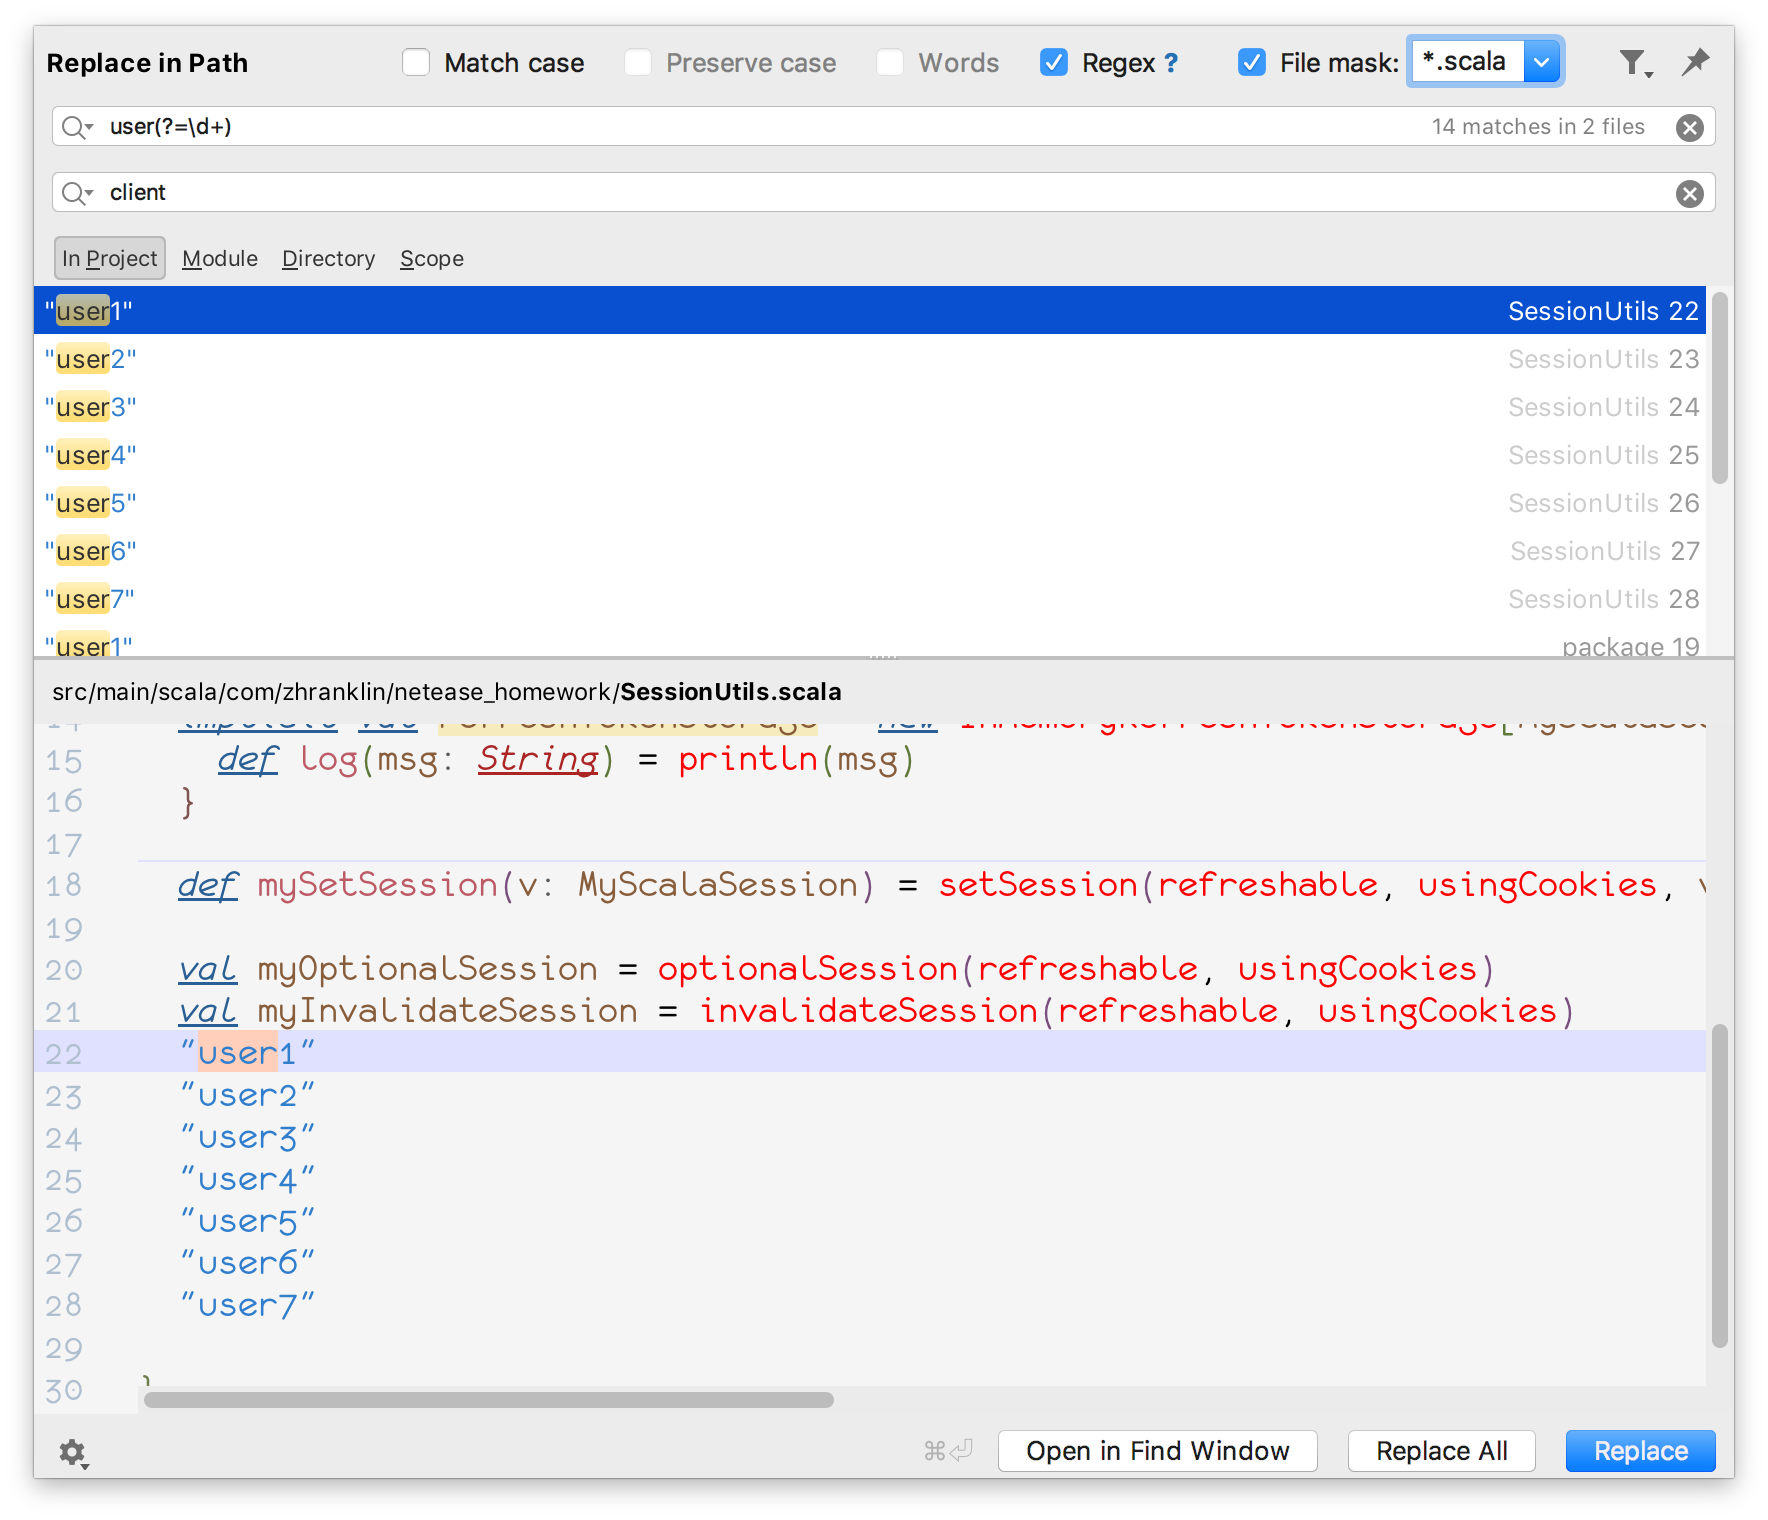 Replace in Path Match case Preserve case Words Regex ? File mask: *.scala
user(?=\d+) 14 matches in 2 files
client
In Project Module Directory Scope
"user1" SessionUtils 22
"user2" SessionUtils 23
"user3" SessionUtils 24
"user4" SessionUtils 25
"user5" SessionUtils 26
"user6" SessionUtils 27
"user7" SessionUtils 28
"user1" package 19
src/main/scala/com/zhranklin/netease_homework/SessionUtils.scala
14 implicit val new
15 def log(msg: String) = println(msg)
16 }
17
18 def mySetSession(v: MyScalaSession) = setSession(refreshable, usingCookies, v
19
20 val myOptionalSession = optionalSession(refreshable, usingCookies)
21 val myInvalidateSession = invalidateSession(refreshable, usingCookies)
22 "user1"
23 "user2"
24 "user3"
25 "user4"
26 "user5"
27 "user6"
28 "user7"
29
30 }
⌘⏎ Open in Find Window Replace All Replace